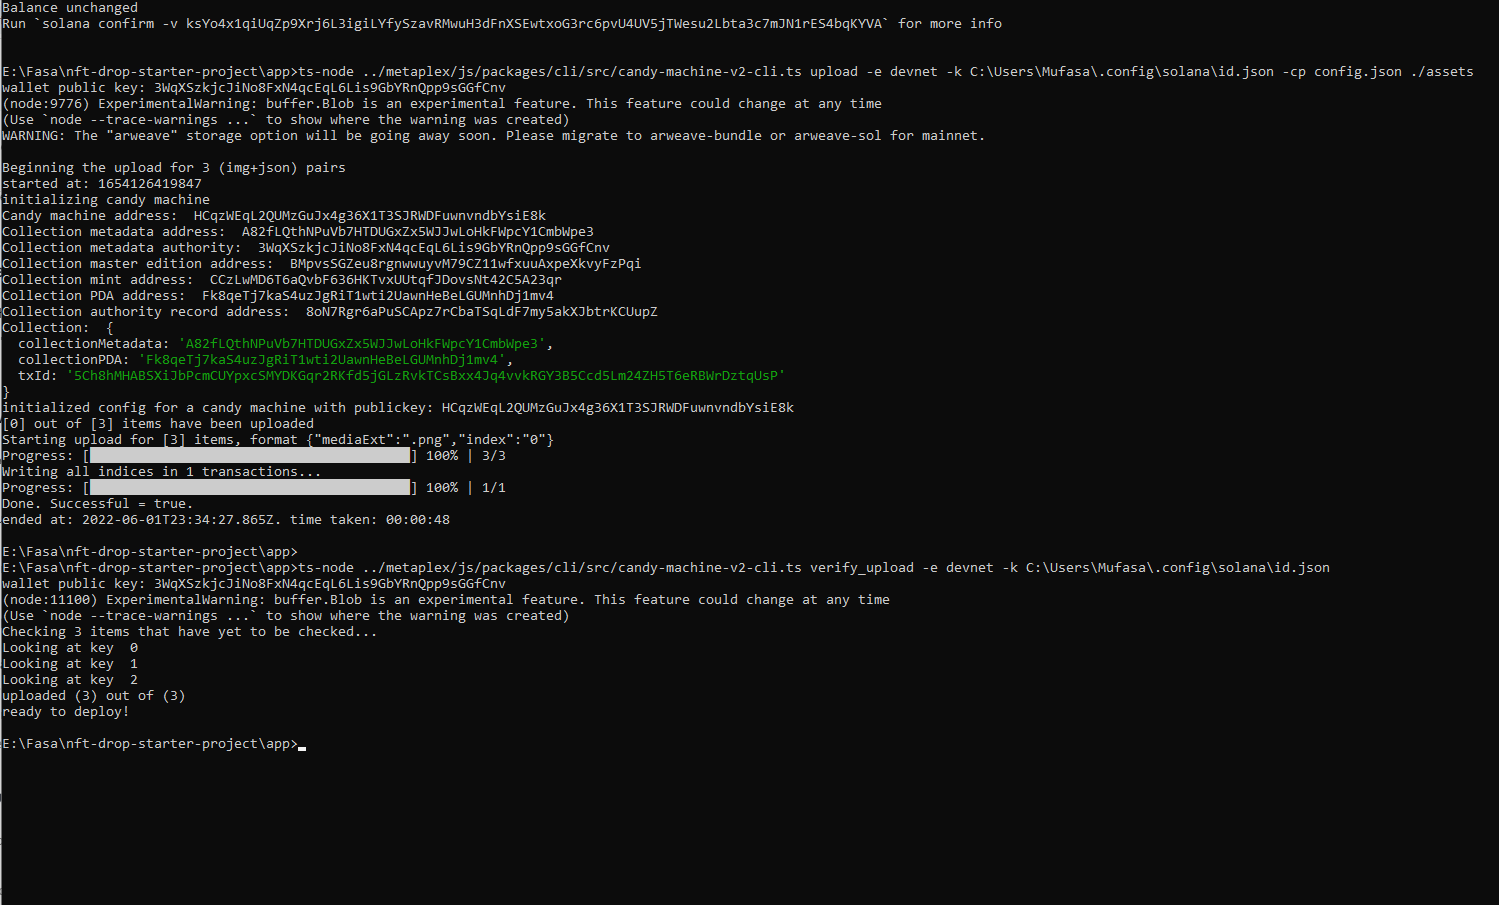 Balance unchanged
Run `solana confirm -v ksYo4x1qiUqZp9Xrj6L3igiLYfySzavRMwuH3dFnXSEwtxoG3rc6pvU4UV5jTWesu2Lbta3c7mJN1rES4bqKYVA` for more info
E:\Fasa\nft-drop-starter-project\app>ts-node ../metaplex/js/packages/cli/src/candy-machine-v2-cli.ts upload -e devnet -k C:\Users\Mufasa\.config\solana\id.json -cp config.json ./assets
wallet public key: 3WqXSzkjcJiNo8FxN4qcEqL6Lis9GbYRnQpp9sGGfCnv
(node:9776) ExperimentalWarning: buffer.Blob is an experimental feature. This feature could change at any time
(Use `node --trace-warnings ...` to show where the warning was created)
WARNING: The "arweave" storage option will be going away soon. Please migrate to arweave-bundle or arweave-sol for mainnet.
Beginning the upload for 3 (img+json) pairs
started at: 1654126419847
initializing candy machine
Candy machine address:  HCqzWEqL2QUMzGuJx4g36X1T3SJRWDFuwnvndbYsiE8k
Collection metadata address:  A82fLQthNPuVb7HTDUGxZx5WJJwLoHkFWpcY1CmbWpe3
Collection metadata authority:  3WqXSzkjcJiNo8FxN4qcEqL6Lis9GbYRnQpp9sGGfCnv
Collection master edition address:  BMpvsSGZeu8rgnwwuyvM79CZ11wfxuuAxpeXkvyFzPqi
Collection mint address:  CCzLwMD6T6aQvbF636HKTvxUUtqfJDovsNt42C5A23qr
Collection PDA address:  Fk8qeTj7kaS4uzJgRiT1wti2UawnHeBeLGUMnhDj1mv4
Collection authority record address:  8oN7Rgr6aPuSCApz7rCbaTSqLdF7my5akXJbtrKCUupZ
Collection:  {
  collectionMetadata: 'A82fLQthNPuVb7HTDUGxZx5WJJwLoHkFWpcY1CmbWpe3',
  collectionPDA: 'Fk8qeTj7kaS4uzJgRiT1wti2UawnHeBeLGUMnhDj1mv4',
  txId: '5Ch8hMHABSXiJbPcmCUYpxcSMYDKGqr2RKfd5jGLzRvkTCsBxx4Jq4vvkRGY3B5Ccd5Lm24ZH5T6eRBWrDztqUsP'
}
initialized config for a candy machine with publickey: HCqzWEqL2QUMzGuJx4g36X1T3SJRWDFuwnvndbYsiE8k
[0] out of [3] items have been uploaded
Starting upload for [3] items, format {"mediaExt":".png","index":"0"}
Progress: [████████████████████████████████████████] 100% | 3/3
Writing all indices in 1 transactions...
Progress: [████████████████████████████████████████] 100% | 1/1
Done. Successful = true.
ended at: 2022-06-01T23:34:27.865Z. time taken: 00:00:48
E:\Fasa\nft-drop-starter-project\app>
E:\Fasa\nft-drop-starter-project\app>ts-node ../metaplex/js/packages/cli/src/candy-machine-v2-cli.ts verify_upload -e devnet -k C:\Users\Mufasa\.config\solana\id.json
wallet public key: 3WqXSzkjcJiNo8FxN4qcEqL6Lis9GbYRnQpp9sGGfCnv
(node:11100) ExperimentalWarning: buffer.Blob is an experimental feature. This feature could change at any time
(Use `node --trace-warnings ...` to show where the warning was created)
Checking 3 items that have yet to be checked...
Looking at key  0
Looking at key  1
Looking at key  2
uploaded (3) out of (3)
ready to deploy!
E:\Fasa\nft-drop-starter-project\app>